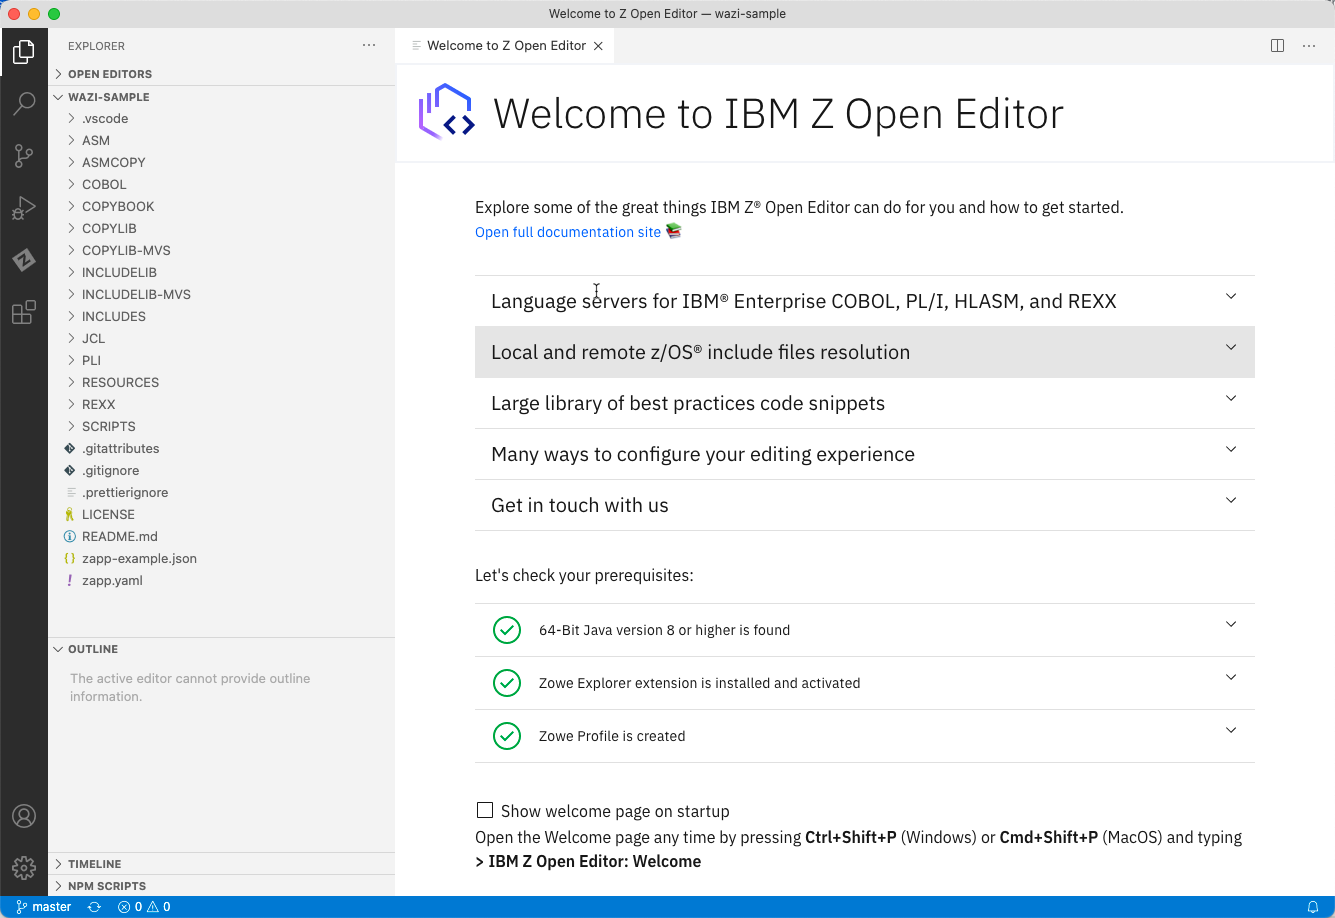 Welcome to Z Open Editor — wazi-sample
EXPLORER
OPEN EDITORS
WAZI-SAMPLE
.vscode
ASM
ASMCOPY
COBOL
COPYBOOK
COPYLIB
COPYLIB-MVS
INCLUDELIB
INCLUDELIB-MVS
INCLUDES
JCL
PLI
RESOURCES
REXX
SCRIPTS
.gitattributes
.gitignore
.prettierignore
LICENSE
README.md
zapp-example.json
zapp.yaml
OUTLINE
The active editor cannot provide outline
information.
TIMELINE
NPM SCRIPTS
Welcome to Z Open Editor
Welcome to IBM Z Open Editor
Explore some of the great things IBM Z® Open Editor can do for you and how to get started.
Open full documentation site
Language servers for IBM® Enterprise COBOL, PL/I, HLASM, and REXX
Local and remote z/OS® include files resolution
Large library of best practices code snippets
Many ways to configure your editing experience
Get in touch with us
Let's check your prerequisites:
64-Bit Java version 8 or higher is found
Zowe Explorer extension is installed and activated
Zowe Profile is created
Show welcome page on startup
Open the Welcome page any time by pressing Ctrl+Shift+P (Windows) or Cmd+Shift+P (MacOS) and typing
> IBM Z Open Editor: Welcome
master 0 0